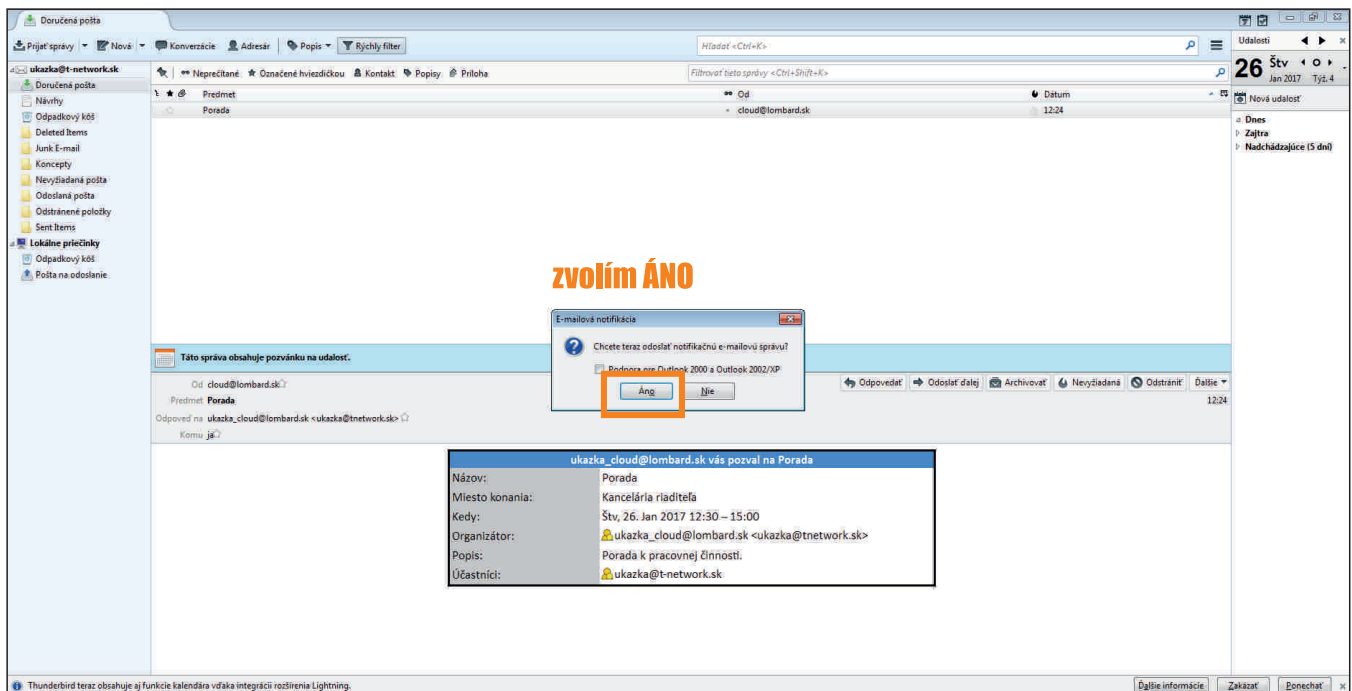 Doručená pošta
Prijať správy Nová Konverzácie Adresár Popis Rýchly filter Hľadať <Ctrl+K>
Udalosti
ukazka@t-network.sk
Neprečítané Označené hviezdičkou Kontakt Popisy Príloha Filtrovať tieto správy <Ctrl+Shift+K>
26 Štv
Jan 2017 Týž. 4
Doručená pošta
Návrhy
Odpadkový kôš
Deleted Items
Junk E-mail
Koncepty
Nevyžiadaná pošta
Odoslaná pošta
Odstránené položky
Sent Items
Lokálne priečinky
Odpadkový kôš
Pošta na odoslanie
Predmet Od Dátum
Porada cloud@lombard.sk 12:24
Nová udalosť
Dnes
Zajtra
Nadchádzajúce (5 dní)
zvolím ÁNO
E-mailová notifikácia
Chcete teraz odoslať notifikačnú e-mailovú správu?
Podpora pre Outlook 2000 a Outlook 2002/XP
Áno Nie
Táto správa obsahuje pozvánku na udalosť.
Od cloud@lombard.sk
Odpovedať Odoslať ďalej Archivovať Nevyžiadaná Odstrániť Ďalšie
Predmet Porada
12:24
Odpoveď na ukazka_cloud@lombard.sk <ukazka@tnetwork.sk>
Komu ja
ukazka_cloud@lombard.sk vás pozval na Porada
Názov: Porada
Miesto konania: Kancelária riaditeľa
Kedy: Štv, 26. Jan 2017 12:30 – 15:00
Organizátor: ukazka_cloud@lombard.sk <ukazka@tnetwork.sk>
Popis: Porada k pracovnej činnosti.
Účastníci: ukazka@t-network.sk
Thunderbird teraz obsahuje aj funkcie kalendára vďaka integrácii rozšírenia Lightning.
Ďalšie informácie Zakázať Ponechať